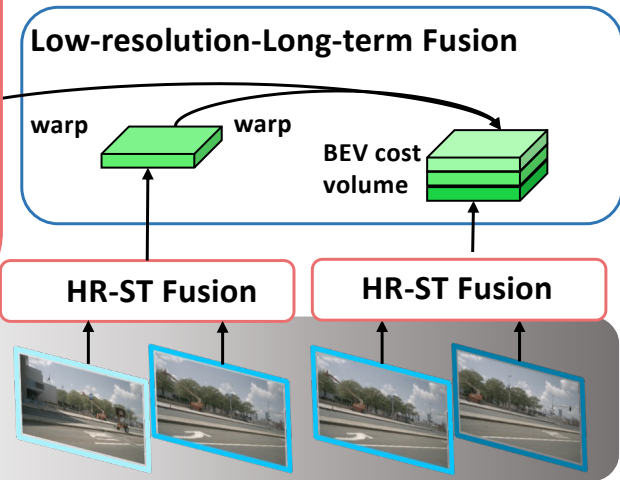 Low-resolution-Long-term Fusion
warp
warp
BEV cost
volume
HR-ST Fusion
HR-ST Fusion